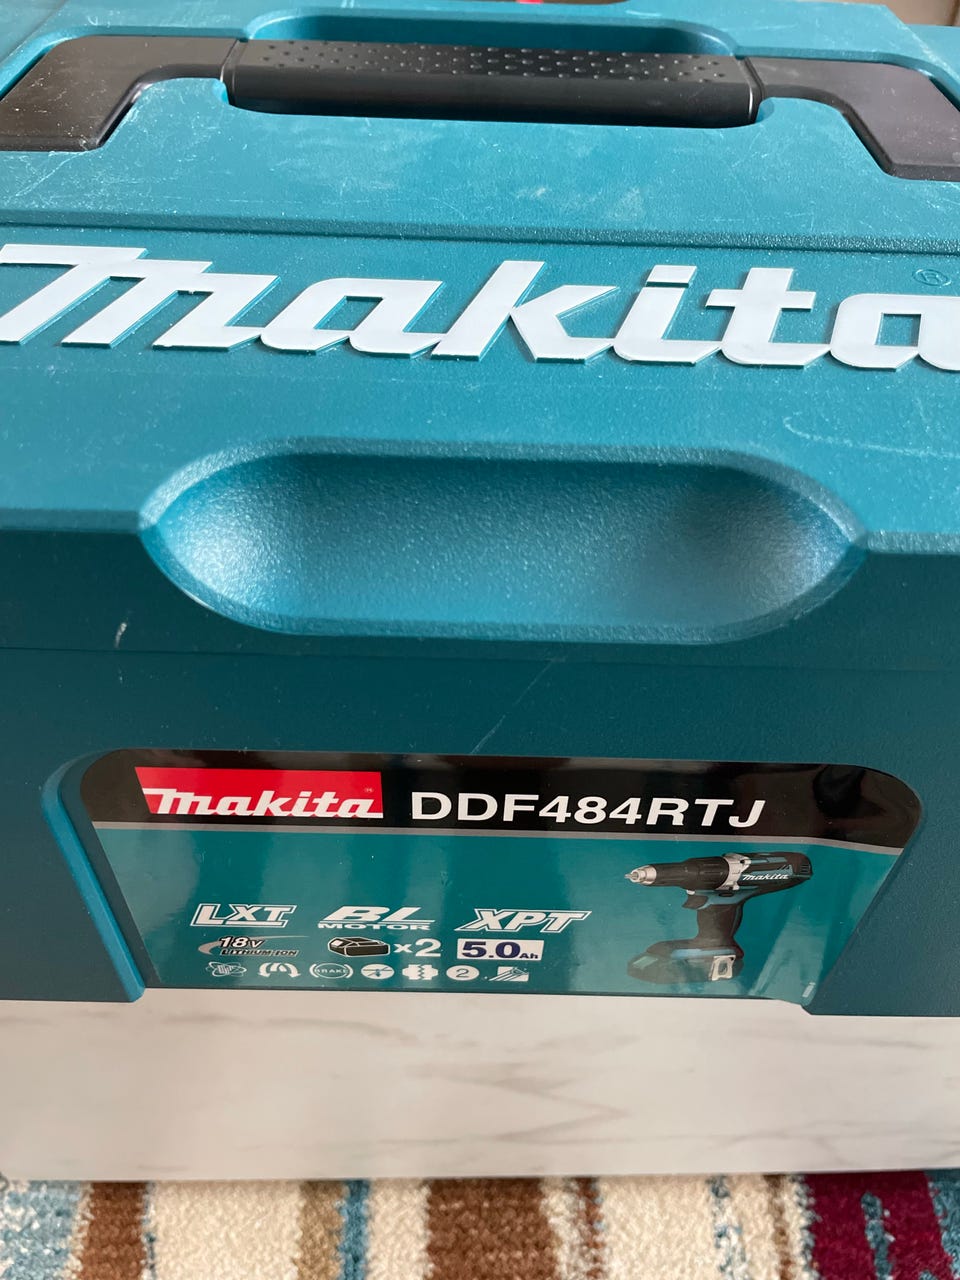 makita ®
makita ® DDF484RTJ
makita
LXT BL MOTOR XPT
18V LITHIUM-ION x2 5.0Ah
BRAKE 2